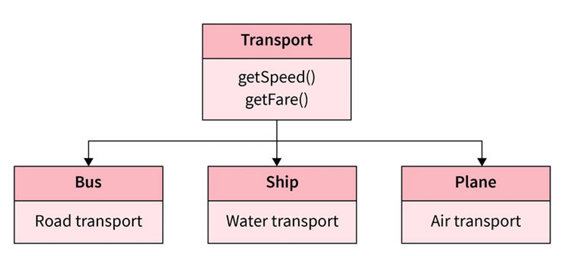 Transport
getSpeed()
getFare()
Bus
Ship
Plane
Road transport
Water transport
Air transport